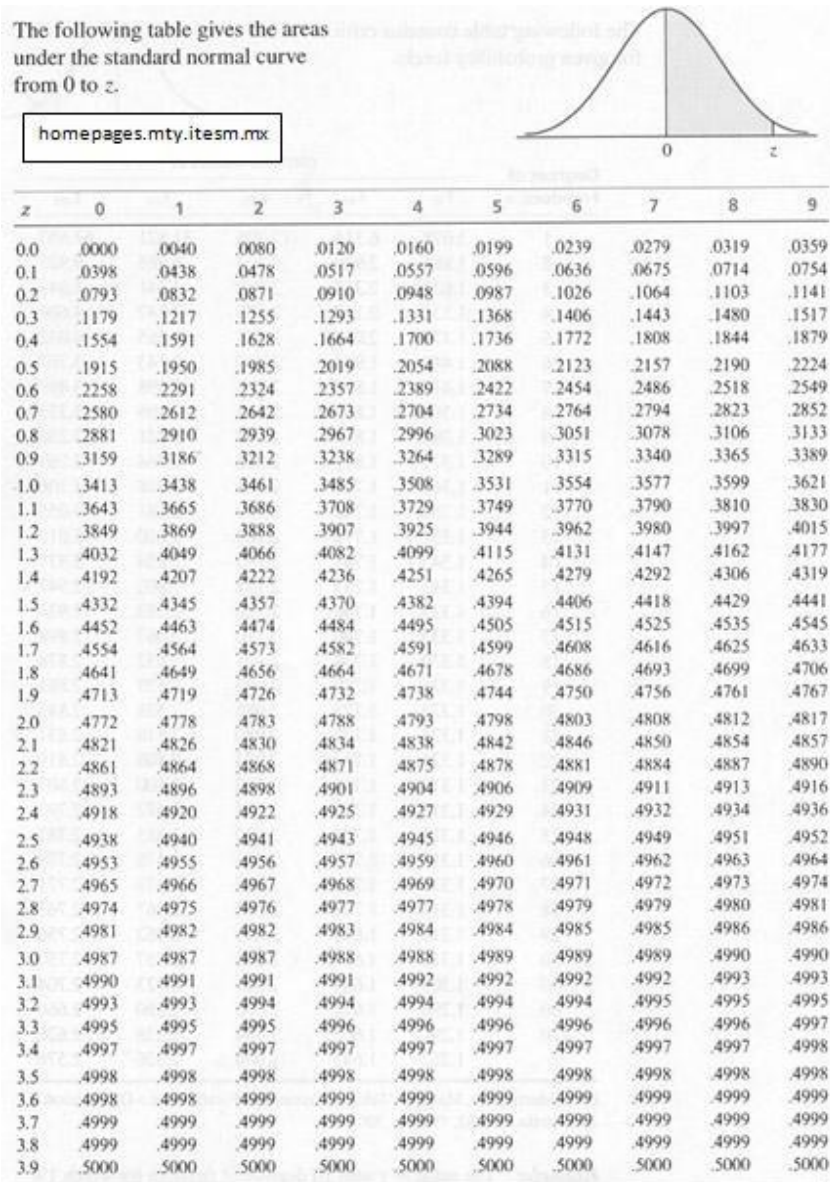 The following table gives the areas
under the standard normal curve
from 0 to z.
homepages.mty.itesm.mx
0 z
z 0 1 2 3 4 5 6 7 8 9
0.0 .0000 .0040 .0080 .0120 .0160 .0199 .0239 .0279 .0319 .0359
0.1 .0398 .0438 .0478 .0517 .0557 .0596 .0636 .0675 .0714 .0754
0.2 .0793 .0832 .0871 .0910 .0948 .0987 .1026 .1064 .1103 .1141
0.3 .1179 .1217 .1255 .1293 .1331 .1368 .1406 .1443 .1480 .1517
0.4 .1554 .1591 .1628 .1664 .1700 .1736 .1772 .1808 .1844 .1879
0.5 .1915 .1950 .1985 .2019 .2054 .2088 .2123 .2157 .2190 .2224
0.6 .2258 .2291 .2324 .2357 .2389 .2422 .2454 .2486 .2518 .2549
0.7 .2580 .2612 .2642 .2673 .2704 .2734 .2764 .2794 .2823 .2852
0.8 .2881 .2910 .2939 .2967 .2996 .3023 .3051 .3078 .3106 .3133
0.9 .3159 .3186 .3212 .3238 .3264 .3289 .3315 .3340 .3365 .3389
1.0 .3413 .3438 .3461 .3485 .3508 .3531 .3554 .3577 .3599 .3621
1.1 .3643 .3665 .3686 .3708 .3729 .3749 .3770 .3790 .3810 .3830
1.2 .3849 .3869 .3888 .3907 .3925 .3944 .3962 .3980 .3997 .4015
1.3 .4032 .4049 .4066 .4082 .4099 .4115 .4131 .4147 .4162 .4177
1.4 .4192 .4207 .4222 .4236 .4251 .4265 .4279 .4292 .4306 .4319
1.5 .4332 .4345 .4357 .4370 .4382 .4394 .4406 .4418 .4429 .4441
1.6 .4452 .4463 .4474 .4484 .4495 .4505 .4515 .4525 .4535 .4545
1.7 .4554 .4564 .4573 .4582 .4591 .4599 .4608 .4616 .4625 .4633
1.8 .4641 .4649 .4656 .4664 .4671 .4678 .4686 .4693 .4699 .4706
1.9 .4713 .4719 .4726 .4732 .4738 .4744 .4750 .4756 .4761 .4767
2.0 .4772 .4778 .4783 .4788 .4793 .4798 .4803 .4808 .4812 .4817
2.1 .4821 .4826 .4830 .4834 .4838 .4842 .4846 .4850 .4854 .4857
2.2 .4861 .4864 .4868 .4871 .4875 .4878 .4881 .4884 .4887 .4890
2.3 .4893 .4896 .4898 .4901 .4904 .4906 .4909 .4911 .4913 .4916
2.4 .4918 .4920 .4922 .4925 .4927 .4929 .4931 .4932 .4934 .4936
2.5 .4938 .4940 .4941 .4943 .4945 .4946 .4948 .4949 .4951 .4952
2.6 .4953 .4955 .4956 .4957 .4959 .4960 .4961 .4962 .4963 .4964
2.7 .4965 .4966 .4967 .4968 .4969 .4970 .4971 .4972 .4973 .4974
2.8 .4974 .4975 .4976 .4977 .4977 .4978 .4979 .4979 .4980 .4981
2.9 .4981 .4982 .4982 .4983 .4984 .4984 .4985 .4985 .4986 .4986
3.0 .4987 .4987 .4987 .4988 .4988 .4989 .4989 .4989 .4990 .4990
3.1 .4990 .4991 .4991 .4991 .4992 .4992 .4992 .4992 .4993 .4993
3.2 .4993 .4993 .4994 .4994 .4994 .4994 .4994 .4995 .4995 .4995
3.3 .4995 .4995 .4995 .4996 .4996 .4996 .4996 .4996 .4996 .4997
3.4 .4997 .4997 .4997 .4997 .4997 .4997 .4997 .4997 .4997 .4998
3.5 .4998 .4998 .4998 .4998 .4998 .4998 .4998 .4998 .4998 .4998
3.6 .4998 .4998 .4999 .4999 .4999 .4999 .4999 .4999 .4999 .4999
3.7 .4999 .4999 .4999 .4999 .4999 .4999 .4999 .4999 .4999 .4999
3.8 .4999 .4999 .4999 .4999 .4999 .4999 .4999 .4999 .4999 .4999
3.9 .5000 .5000 .5000 .5000 .5000 .5000 .5000 .5000 .5000 .5000